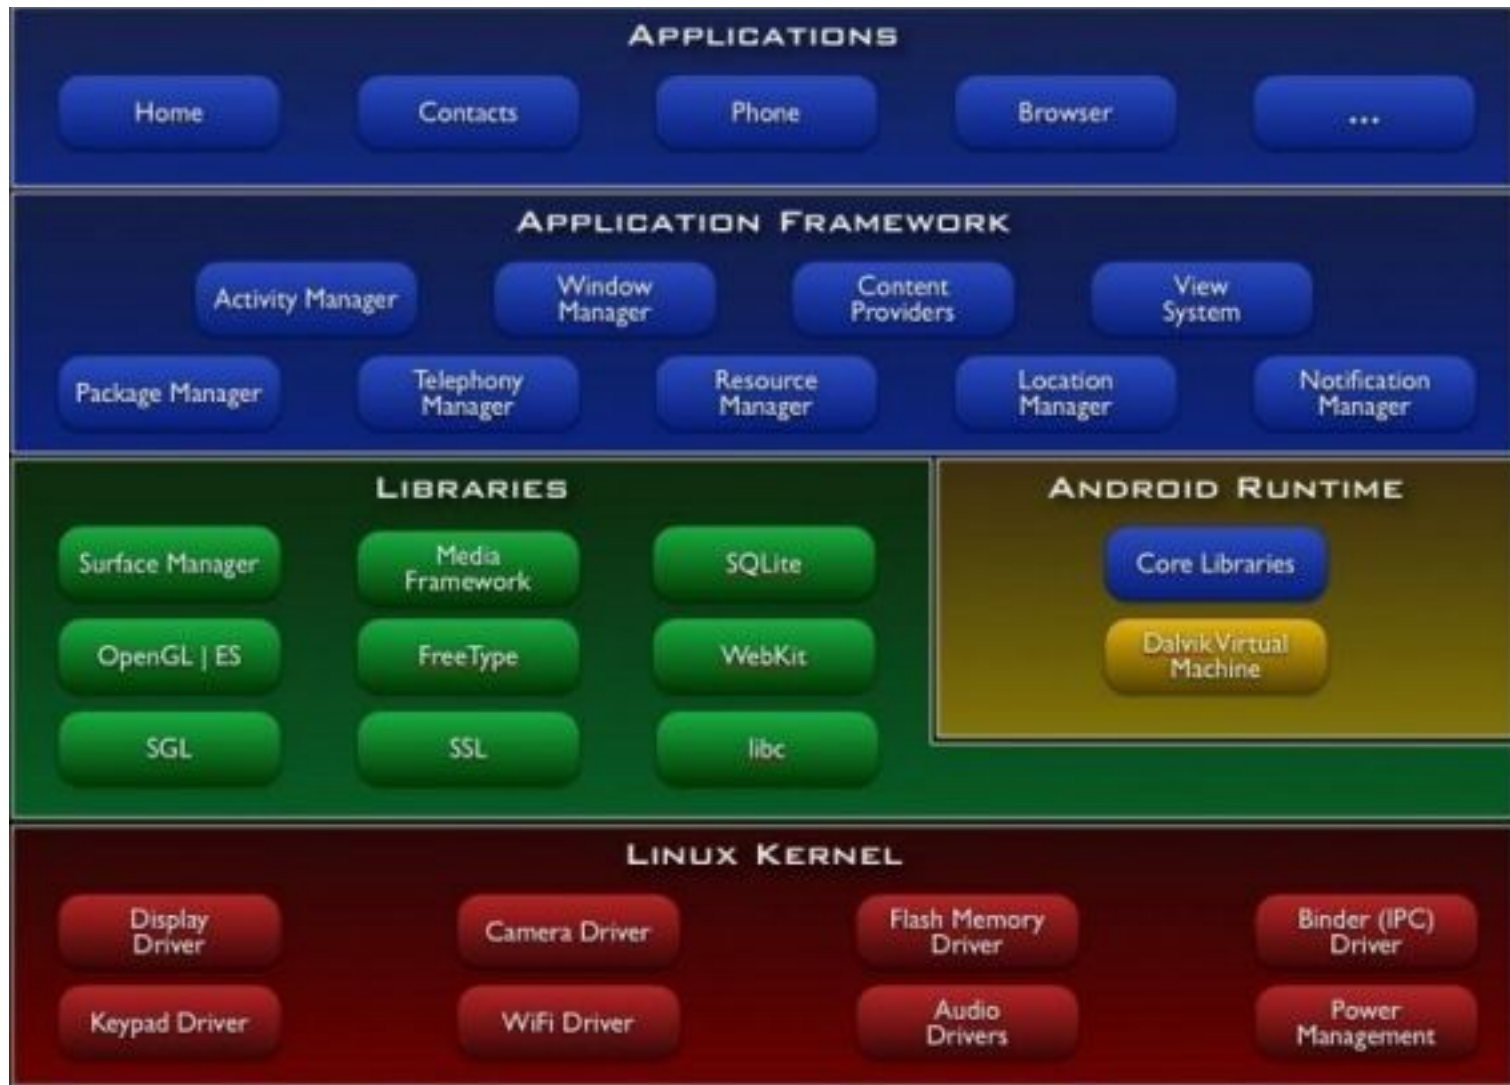 APPLICATIONS
Home
Contacts
Phone
Browser
...
APPLICATION FRAMEWORK
Activity Manager
Window
Manager
Content
Providers
View
System
Package Manager
Telephony
Manager
Resource
Manager
Location
Manager
Notification
Manager
LIBRARIES
Surface Manager
Media
Framework
SQLite
OpenGL | ES
FreeType
WebKit
SGL
SSL
libc
ANDROID RUNTIME
Core Libraries
Dalvik Virtual
Machine
LINUX KERNEL
Display
Driver
Camera Driver
Flash Memory
Driver
Binder (IPC)
Driver
Keypad Driver
WiFi Driver
Audio
Drivers
Power
Management